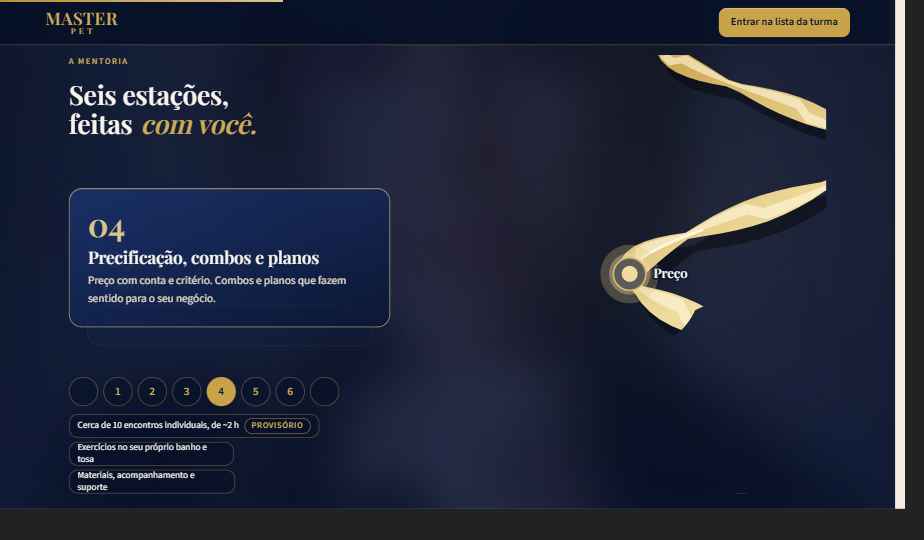 MASTER
PET
Entrar na lista da turma
A MENTORIA
Seis estações,
feitas com você.
04
Precificação, combos e planos
Preço com conta e critério. Combos e planos que fazem
sentido para o seu negócio.
Preço
1 2 3 4 5 6
Cerca de 10 encontros individuais, de ~2 h PROVISÓRIO
Exercícios no seu próprio banho e
tosa
Materiais, acompanhamento e
suporte